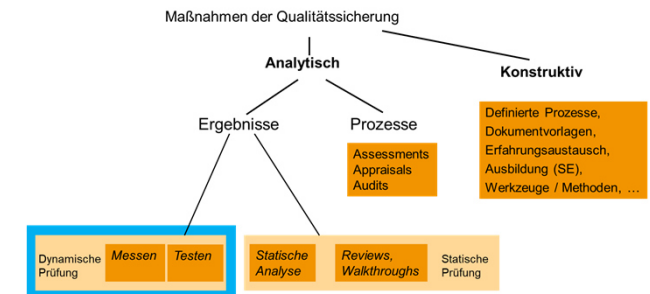 Maßnahmen der Qualitätssicherung
Analytisch
Konstruktiv
Ergebnisse
Prozesse
Assessments
Appraisals
Audits
Definierte Prozesse,
Dokumentvorlagen,
Erfahrungsaustausch,
Ausbildung (SE),
Werkzeuge / Methoden, …
Dynamische
Prüfung
Messen
Testen
Statische
Analyse
Reviews,
Walkthroughs
Statische
Prüfung